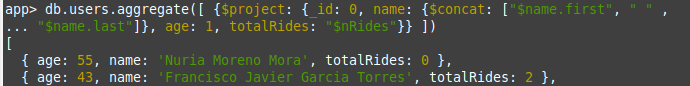 app> db.users.aggregate([ {$project: {_id: 0, name: {$concat: ["$name.first", " " ,
... "$name.last"]}, age: 1, totalRides: "$nRides"}} ])
[
  { age: 55, name: 'Nuria Moreno Mora', totalRides: 0 },
  { age: 43, name: 'Francisco Javier Garcia Torres', totalRides: 2 },